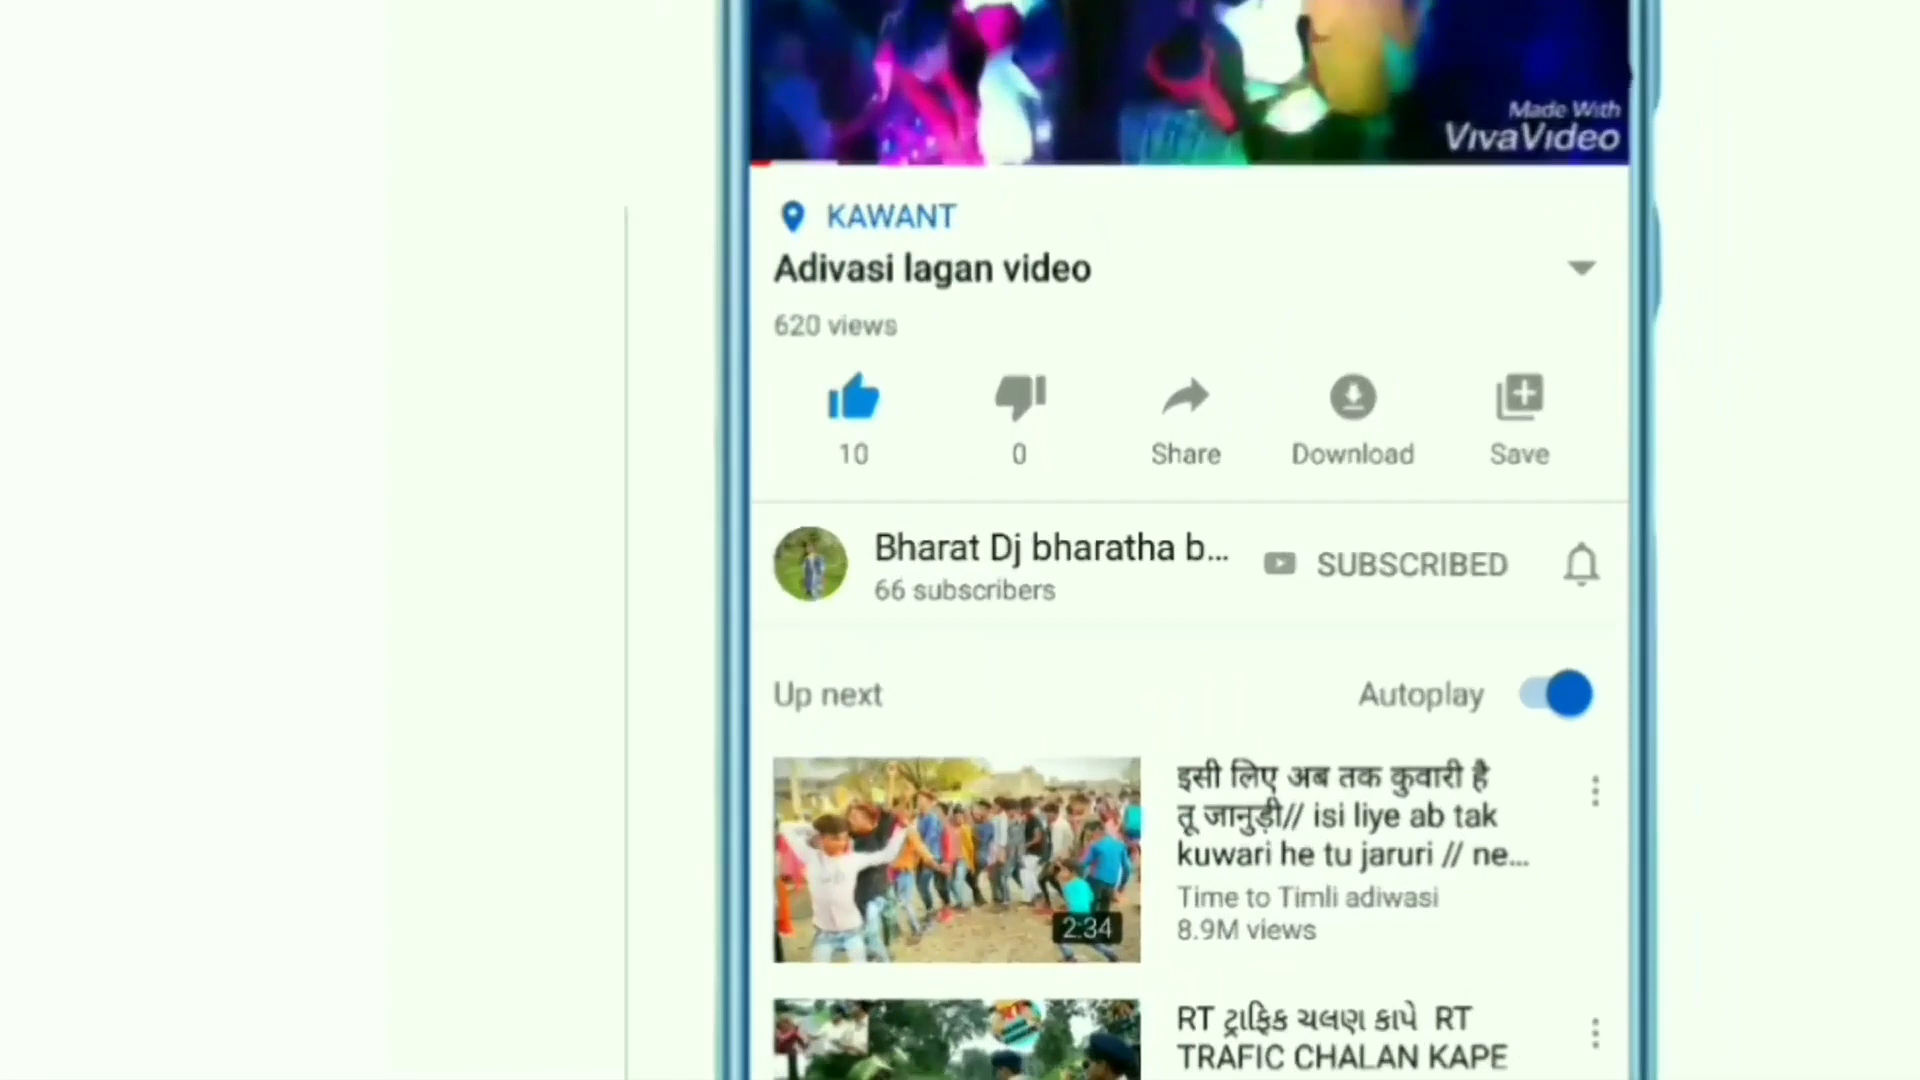 Made With
VivaVideo
KAWANT
Adivasi lagan video
620 views
10
0
Share
Download
Save
Bharat Dj bharatha b...
SUBSCRIBED
66 subscribers
Up next
Autoplay
2:34
इसी लिए अब तक कुवारी है
तू जानुड़ी// isi liye ab tak
kuwari he tu jaruri // ne...
Time to Timli adiwasi
8.9M views
RT ટ્રાફિક ચલણ કાપે RT
TRAFIC CHALAN KAPE